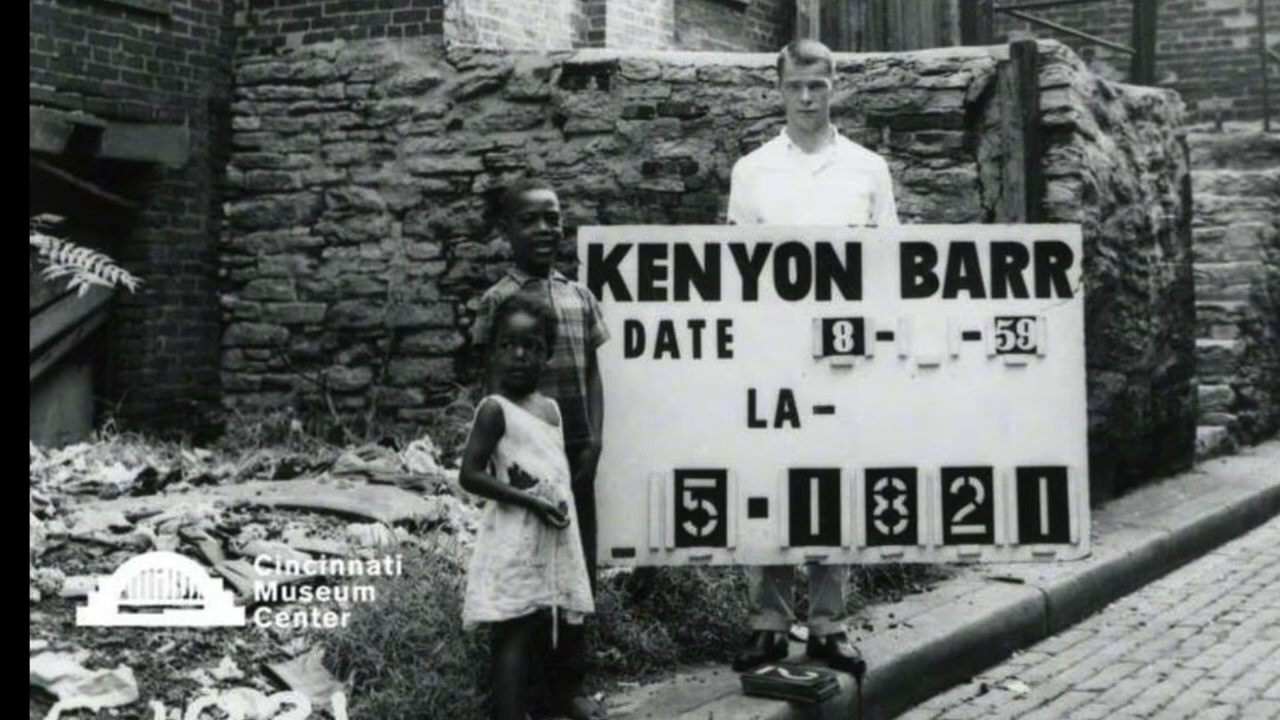 KENYON BARR
DATE 8- -59
LA-
5-1821
Cincinnati
Museum
Center